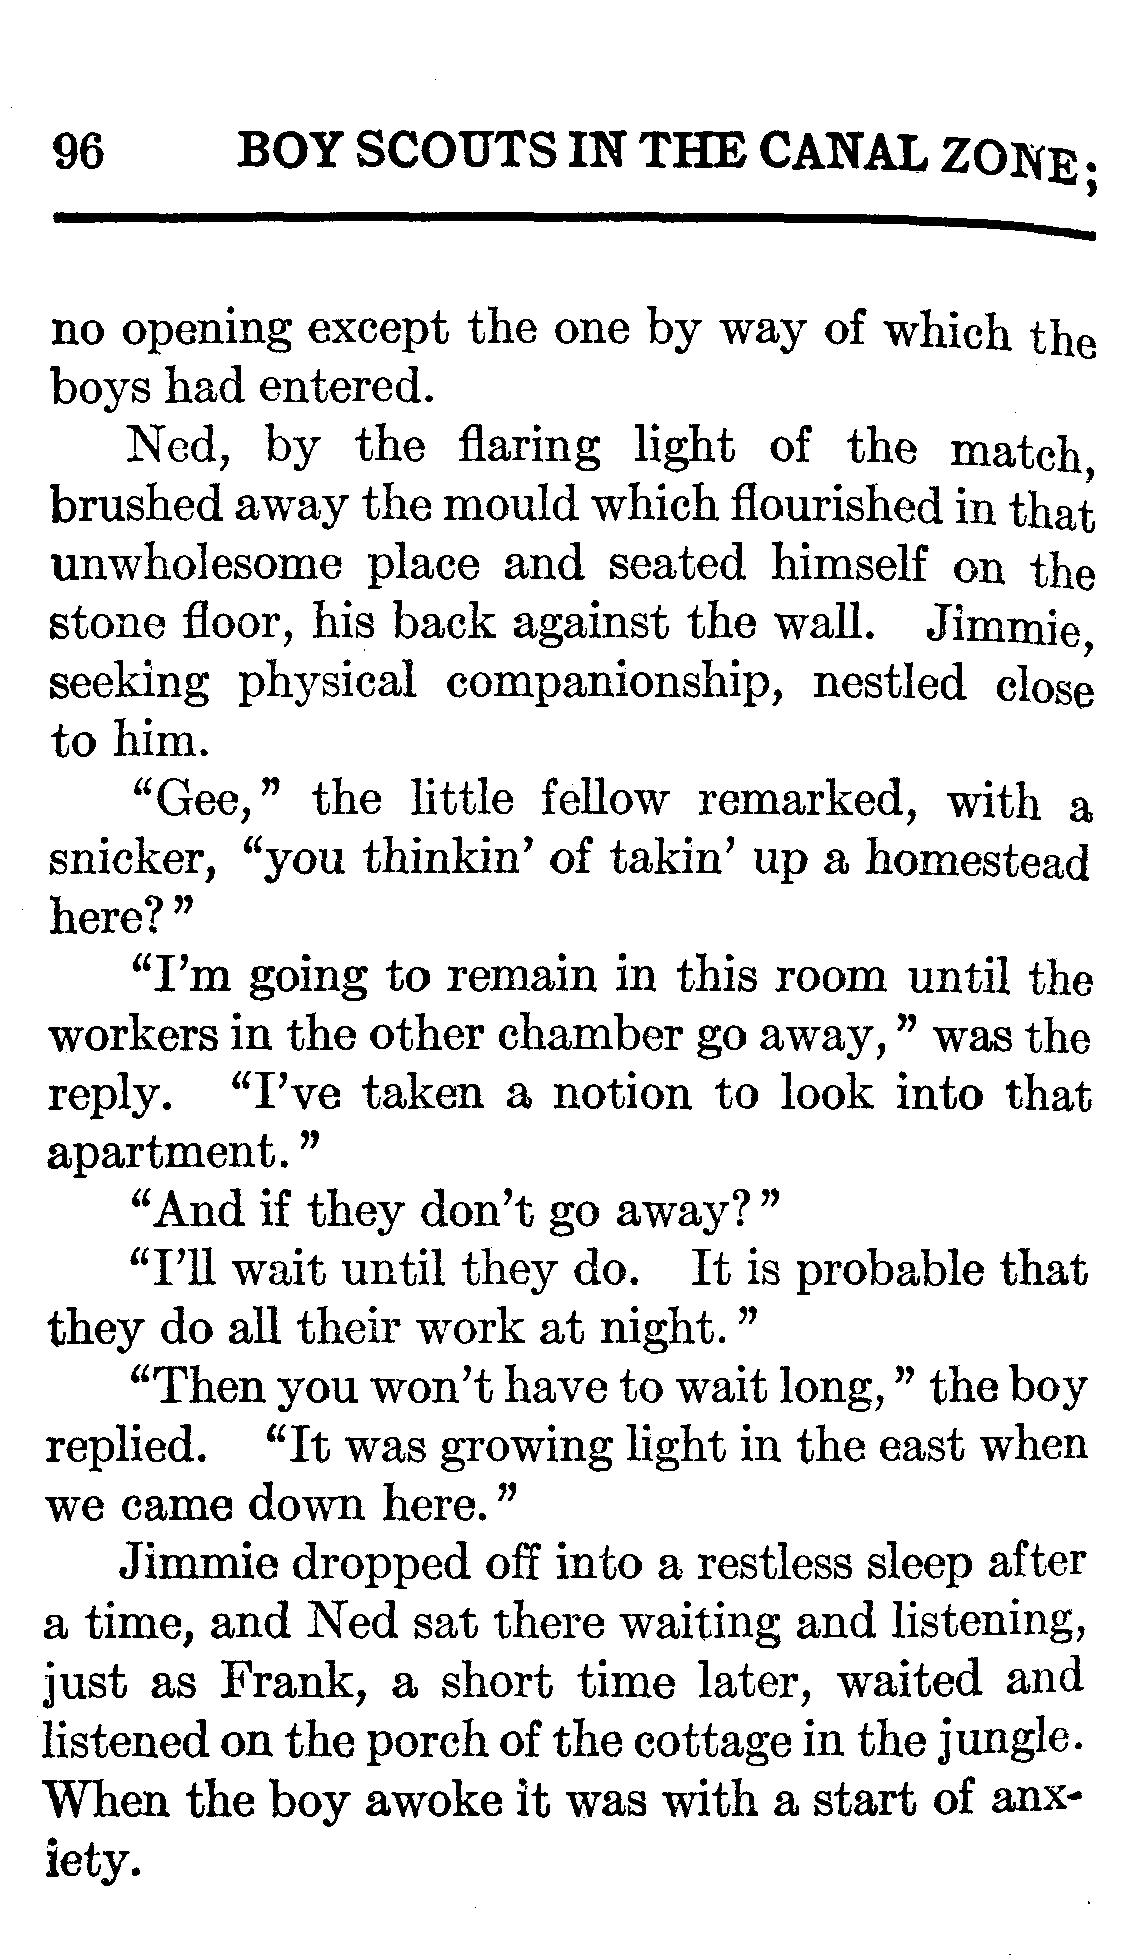 96 BOY SCOUTS IN THE CANAL ZONE;
no opening except the one by way of which the
boys had entered.
Ned, by the flaring light of the match,
brushed away the mould which flourished in that
unwholesome place and seated himself on the
stone floor, his back against the wall. Jimmie,
seeking physical companionship, nestled close
to him.
“Gee,” the little fellow remarked, with a
snicker, “you thinkin’ of takin’ up a homestead
here?”
“I’m going to remain in this room until the
workers in the other chamber go away,” was the
reply. “I’ve taken a notion to look into that
apartment.”
“And if they don’t go away?”
“I’ll wait until they do. It is probable that
they do all their work at night.”
“Then you won’t have to wait long,” the boy
replied. “It was growing light in the east when
we came down here.”
Jimmie dropped off into a restless sleep after
a time, and Ned sat there waiting and listening,
just as Frank, a short time later, waited and
listened on the porch of the cottage in the jungle.
When the boy awoke it was with a start of anx-
iety.